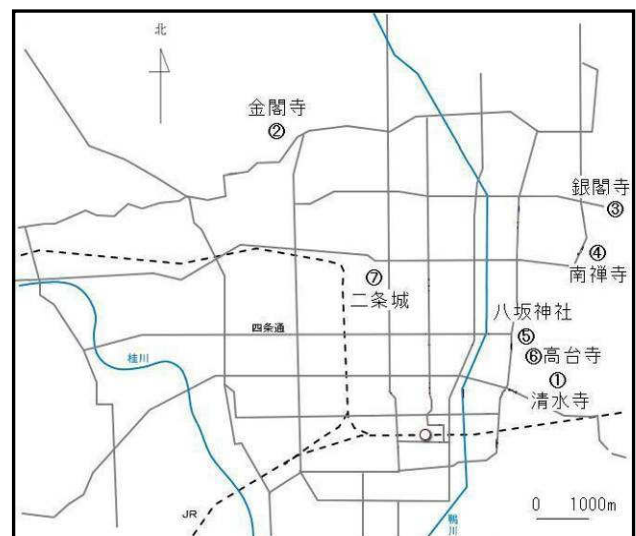 北
金閣寺
②
銀閣寺
③
④
南禅寺
⑦
二条城
八坂神社
⑤
四条通
⑥高台寺
桂川
①
清水寺
JR
鴨川
0 1000m